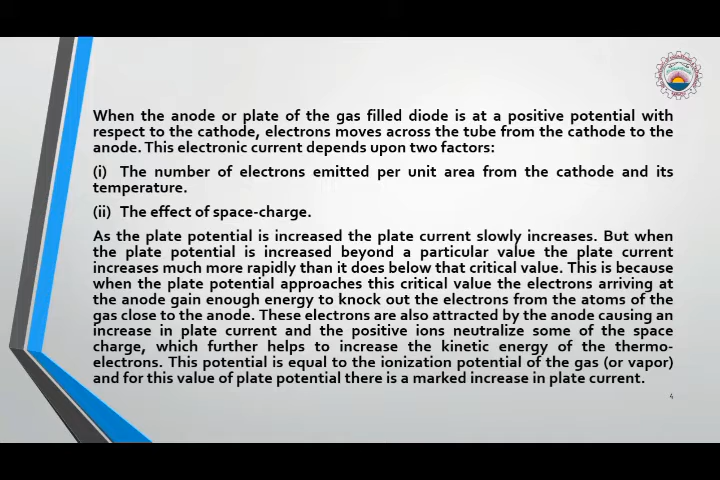 When the anode or plate of the gas filled diode is at a positive potential with
respect to the cathode, electrons moves across the tube from the cathode to the
anode. This electronic current depends upon two factors:
(i) The number of electrons emitted per unit area from the cathode and its
temperature.
(ii) The effect of space-charge.
As the plate potential is increased the plate current slowly increases. But when
the plate potential is increased beyond a particular value the plate current
increases much more rapidly than it does below that critical value. This is because
when the plate potential approaches this critical value the electrons arriving at
the anode gain enough energy to knock out the electrons from the atoms of the
gas close to the anode. These electrons are also attracted by the anode causing an
increase in plate current and the positive ions neutralize some of the space
charge, which further helps to increase the kinetic energy of the thermo-
electrons. This potential is equal to the ionization potential of the gas (or vapor)
and for this value of plate potential there is a marked increase in plate current.
4